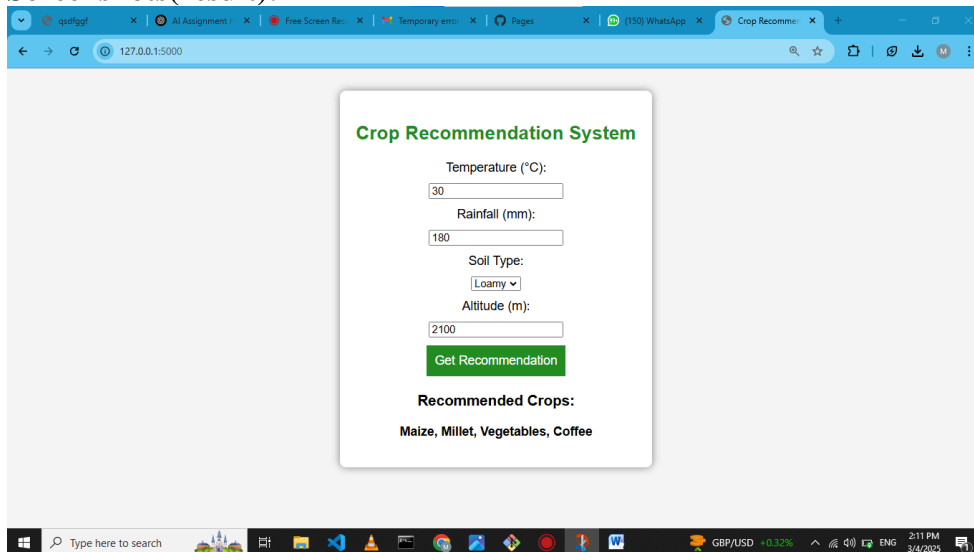 Screenshots(result):
qsdfggf
AI Assignment
Free Screen Rec
Temporary error
Pages
(150) WhatsApp
Crop Recommen
127.0.0.1:5000
M
Crop Recommendation System
Temperature (°C):
30
Rainfall (mm):
180
Soil Type:
Loamy
Altitude (m):
2100
Get Recommendation
Recommended Crops:
Maize, Millet, Vegetables, Coffee
Type here to search
GBP/USD +0.32%
ENG
2:11 PM
3/4/2025